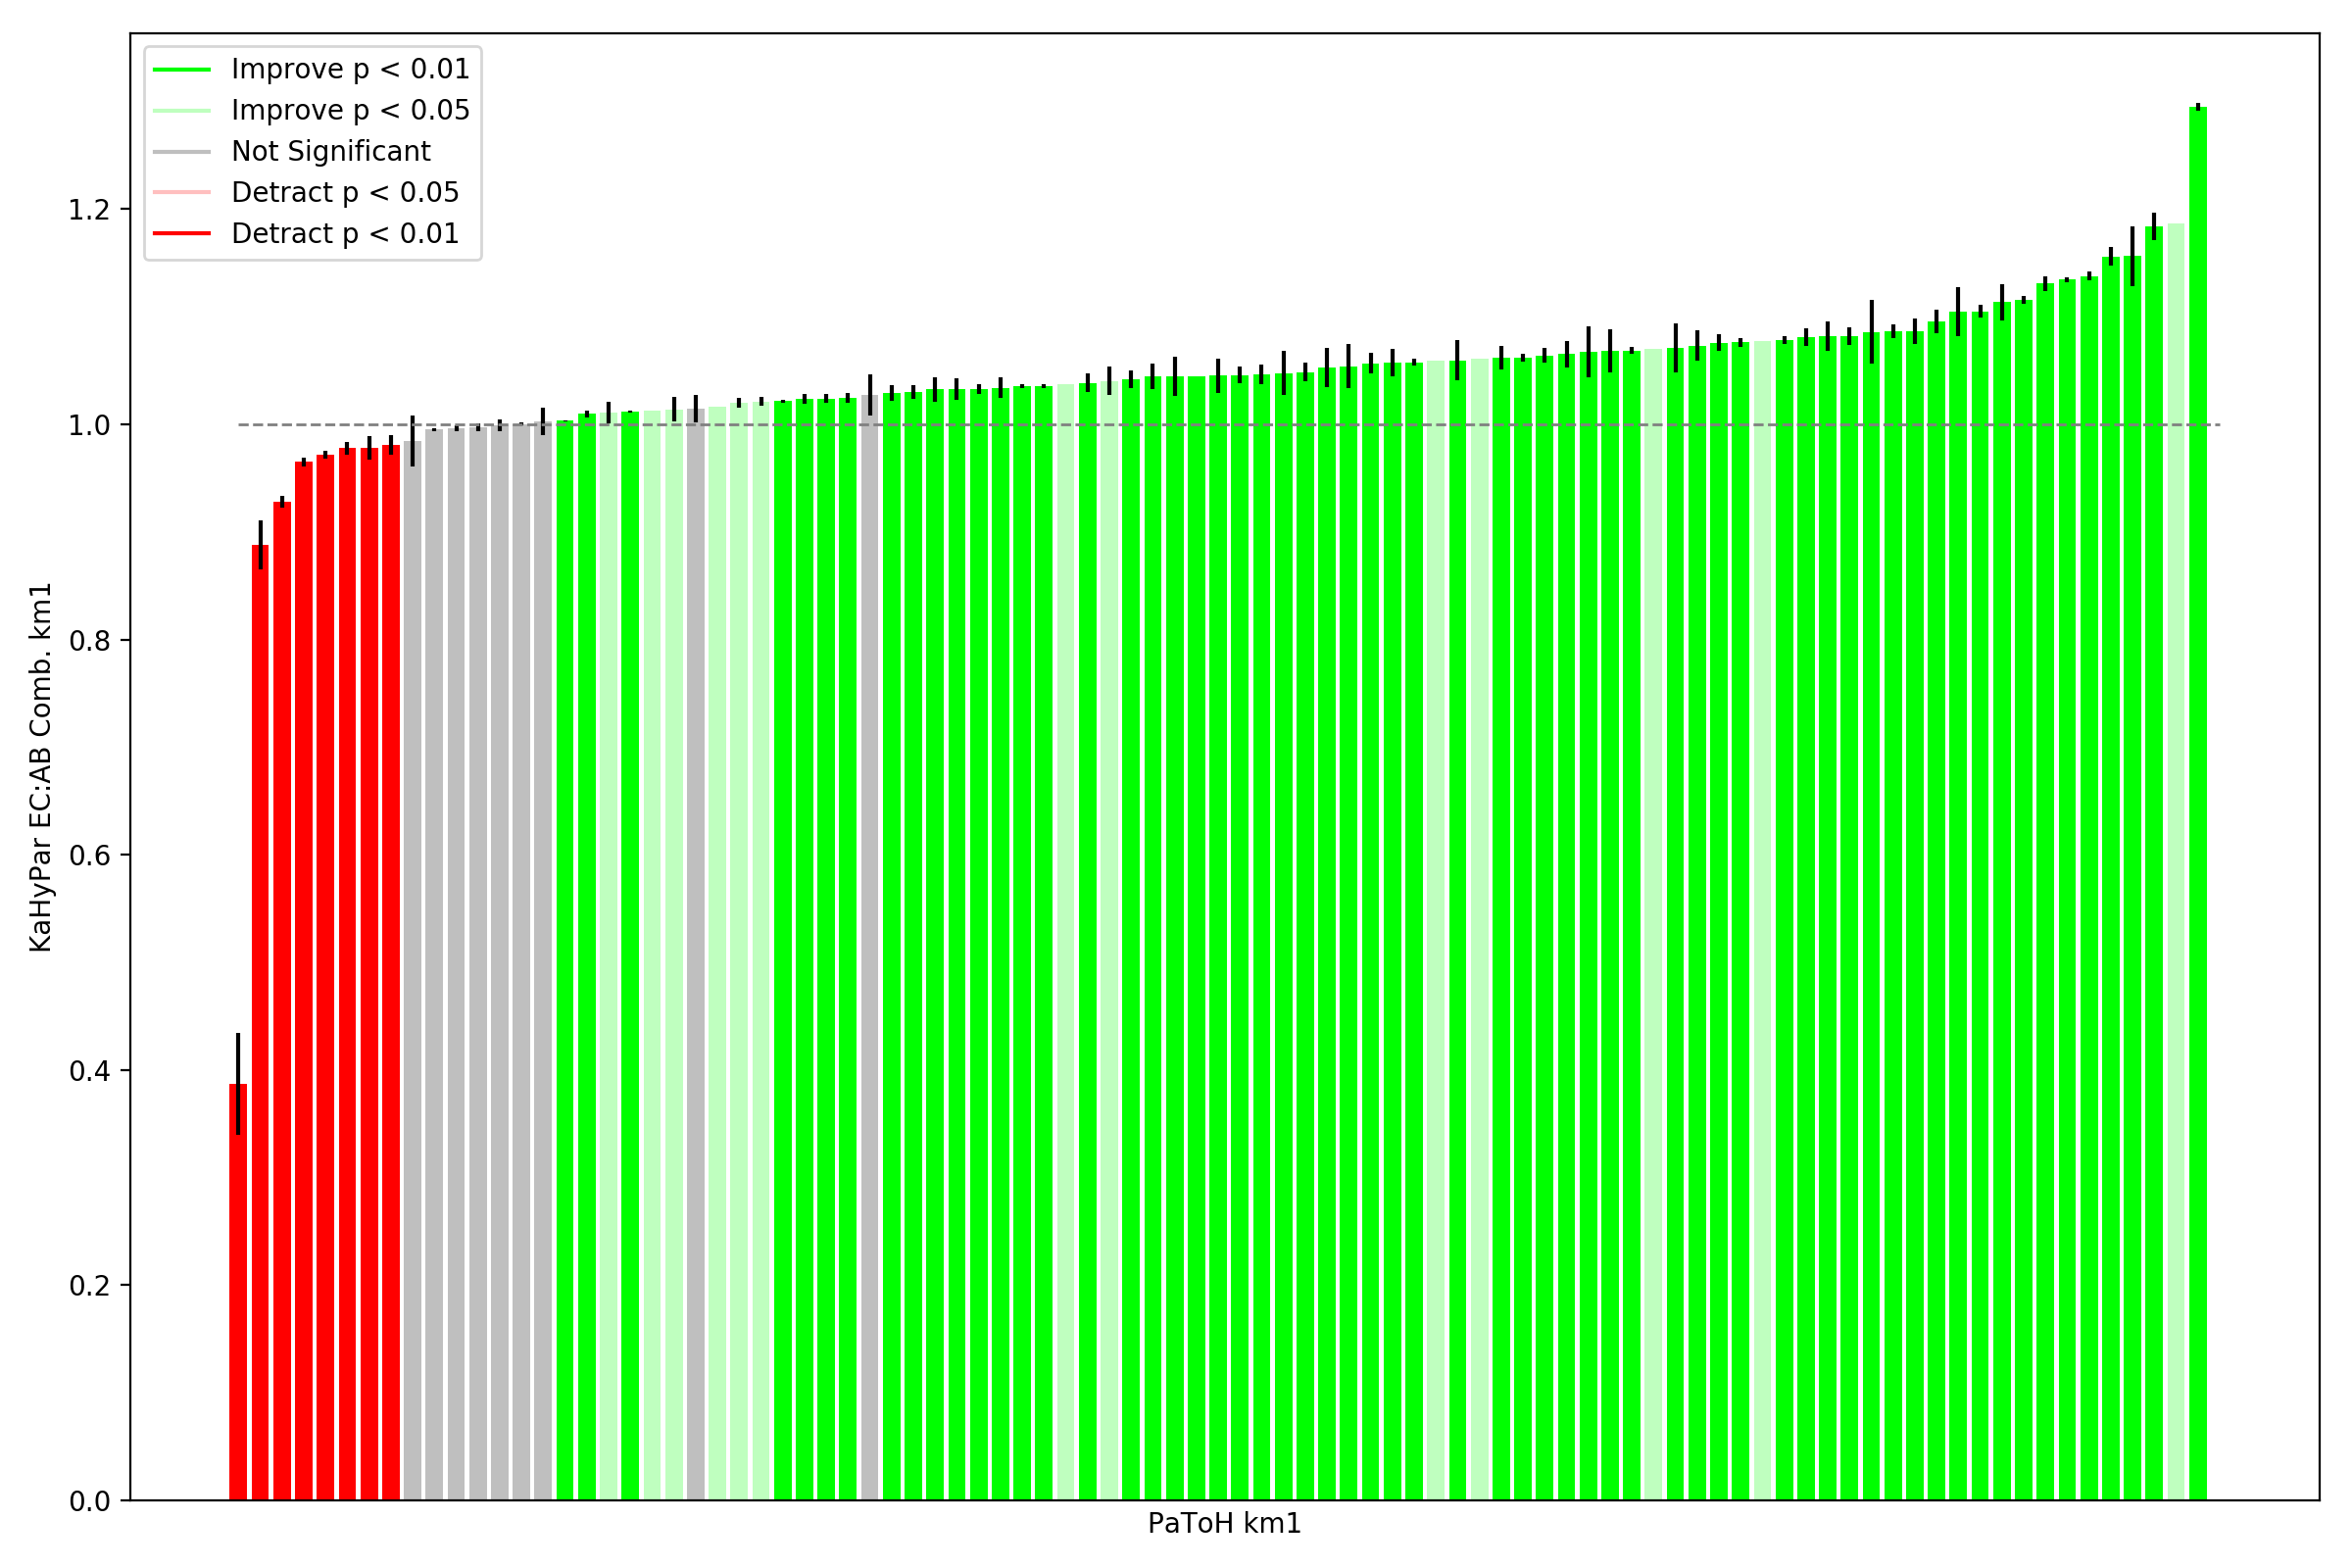 Improve p < 0.01
Improve p < 0.05
Not Significant
Detract p < 0.05
Detract p < 0.01
1.2
1.0
0.8
0.6
0.4
0.2
0.0
KaHyPar EC:AB Comb. km1
PaToH km1